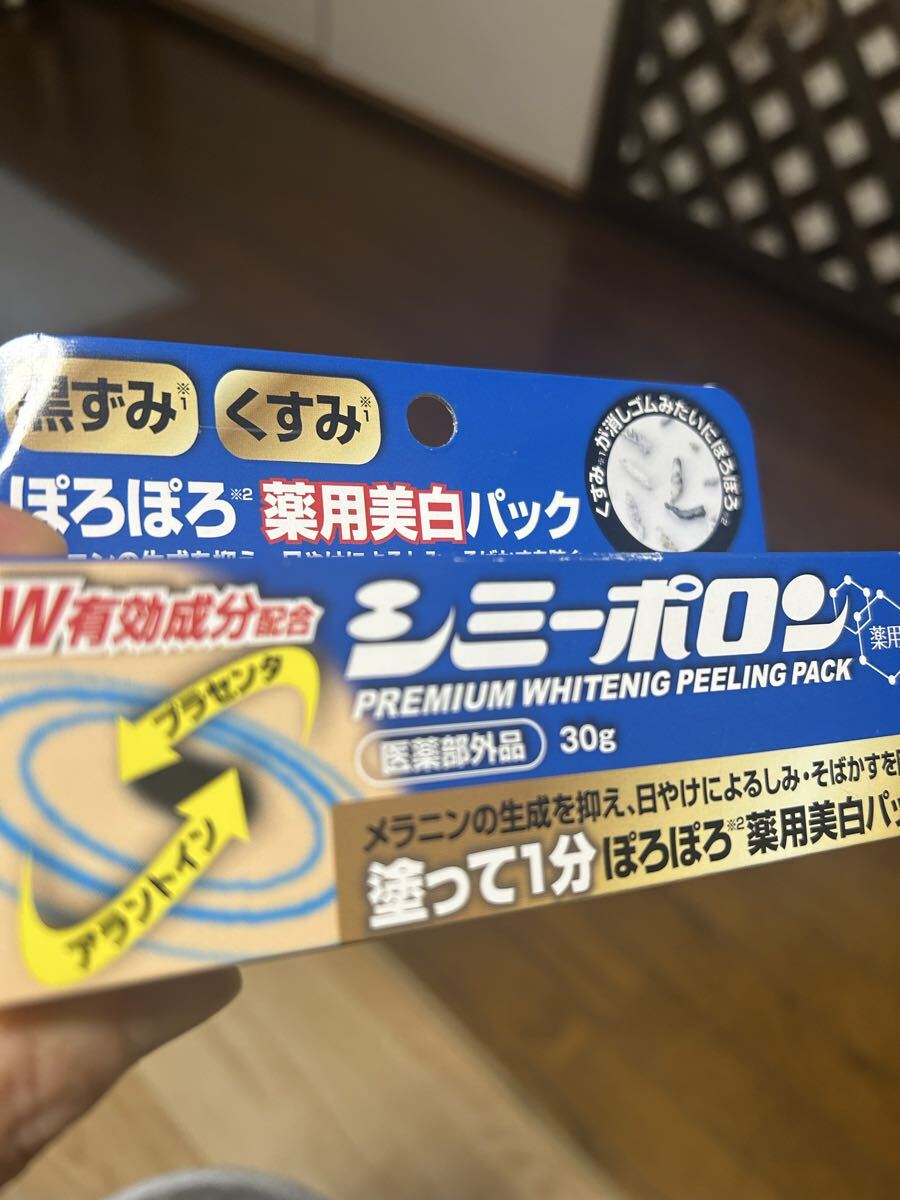 黒ずみ※1
くすみ※1
くすみ※1が消しゴムみたいにぽろぽろ※2
ぽろぽろ※2 薬用美白パック
W有効成分配合
プラセンタ
アラントイン
シミーポロン
薬用
PREMIUM WHITENIG PEELING PACK
医薬部外品 30g
メラニンの生成を抑え、日やけによるしみ・そばかすを
塗って1分 ぽろぽろ※2 薬用美白パッ